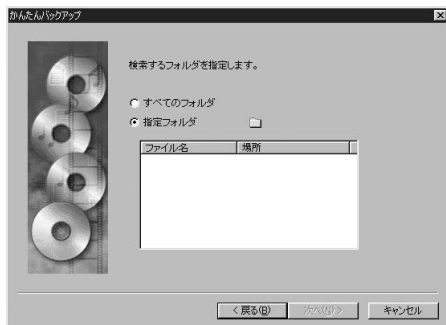 かんたんバックアップ
検索するフォルダを指定します。
すべてのフォルダ
指定フォルダ
ファイル名 場所
< 戻る(B) 次へ(N) > キャンセル